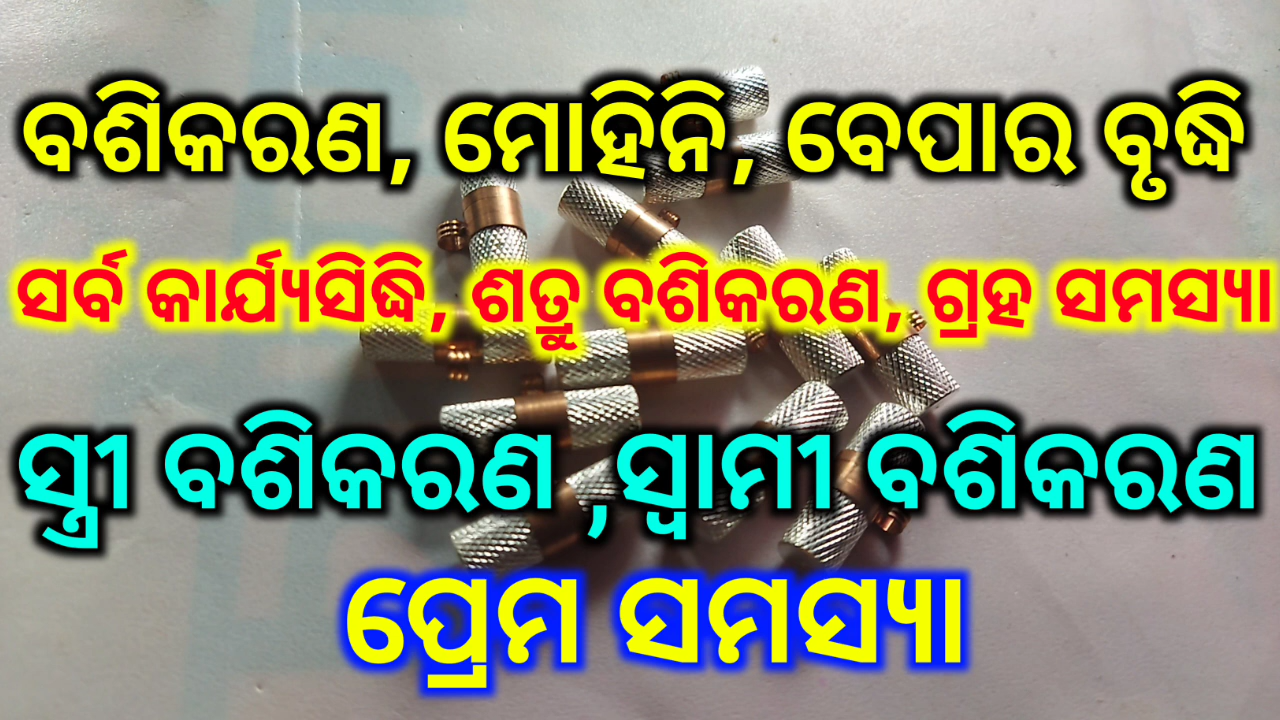 ବଶିକରଣ, ମୋହିନି, ବେପାର ବୃଦ୍ଧି
ସର୍ବ କାର୍ଯ୍ୟସିଦ୍ଧି, ଶତ୍ରୁ ବଶିକରଣ, ଗ୍ରହ ସମସ୍ୟା
ସ୍ତ୍ରୀ ବଶିକରଣ ,ସ୍ୱାମୀ ବଶିକରଣ
ପ୍ରେମ ସମସ୍ୟା